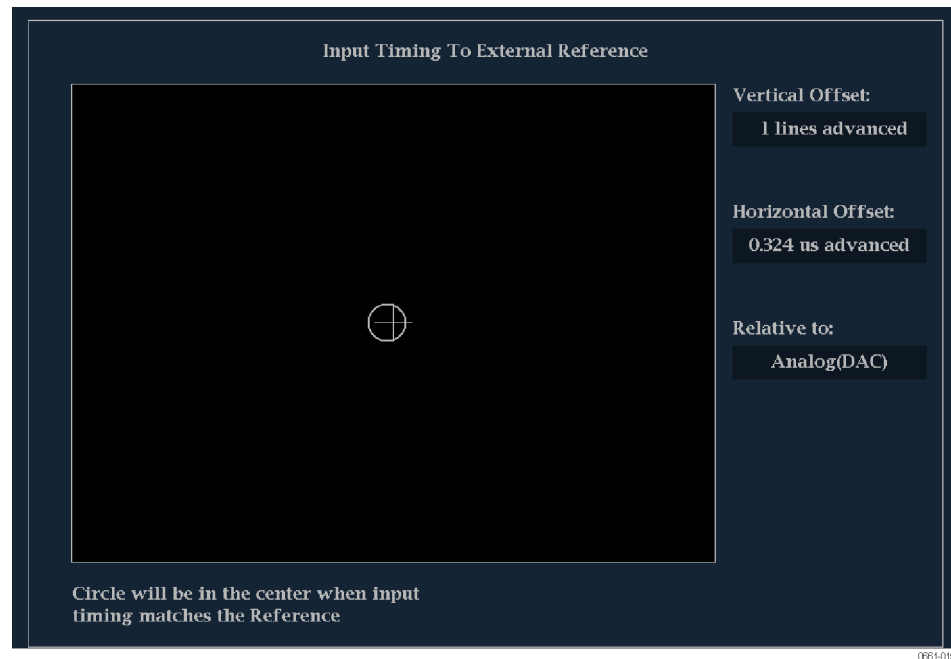 Input Timing To External Reference
Vertical Offset:
1 lines advanced
Horizontal Offset:
0.324 us advanced
Relative to:
Analog(DAC)
Circle will be in the center when input
timing matches the Reference